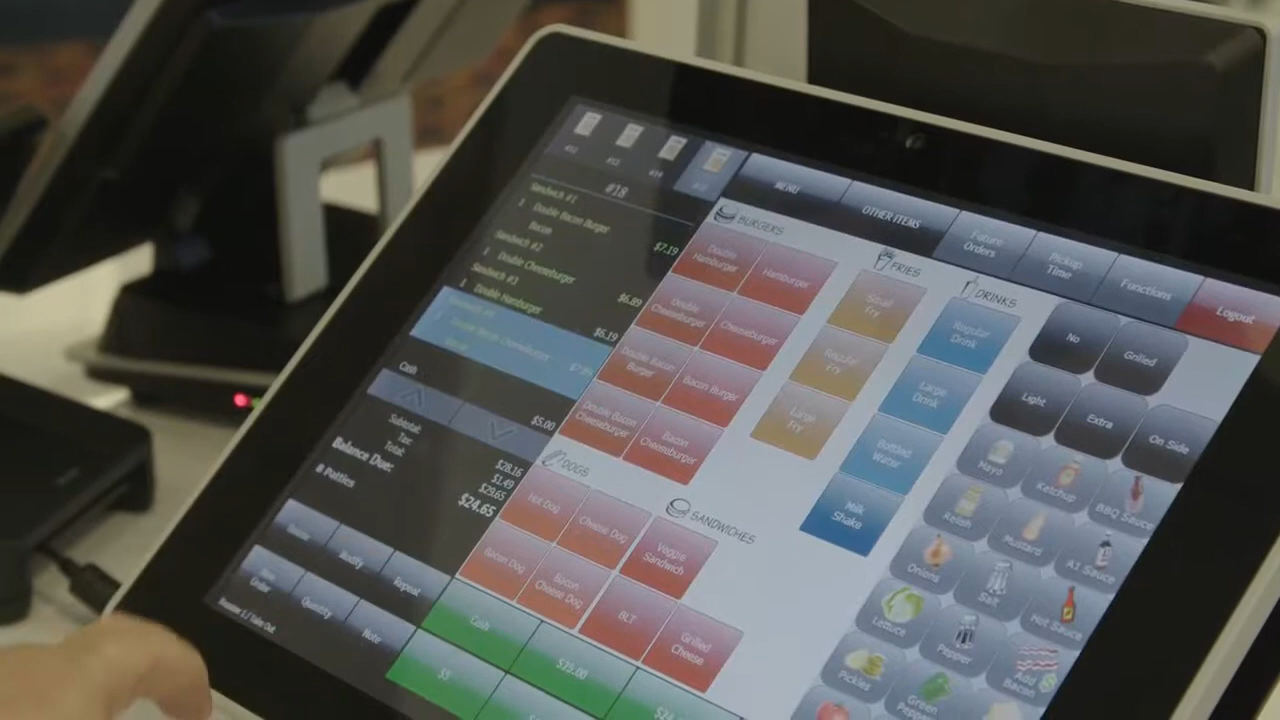 #18
Sandwich #1
1 Double Bacon Burger
Bacon
$7.19
Sandwich #2
1 Double Cheeseburger
$6.89
Sandwich #3
1 Double Hamburger
$6.19
Cash
$5.00
Subtotal: $28.16
Tax: $1.49
Total: $29.65
Balance Due: $24.65
8 Patties
Modify
Repeat
Quantity
Note
MENU
OTHER ITEMS
Future Orders
Pickup Time
Functions
Logout
BURGERS
Double Hamburger
Hamburger
Double Cheeseburger
Cheeseburger
Double Bacon Burger
Bacon Burger
Double Bacon Cheeseburger
Bacon Cheeseburger
FRIES
Small Fry
Regular Fry
Large Fry
DRINKS
Regular Drink
Large Drink
Bottled Water
Milk Shake
DOGS
Hot Dog
Cheese Dog
Bacon Dog
Bacon Cheese Dog
SANDWICHES
Veggie Sandwich
BLT
Grilled Cheese
Cash
$25.00
$5
No
Grilled
Light
Extra
On Side
Mayo
Ketchup
BBQ Sauce
Relish
Mustard
A1 Sauce
Onions
Salt
Hot Sauce
Lettuce
Pepper
Add Bacon
Pickles
Green